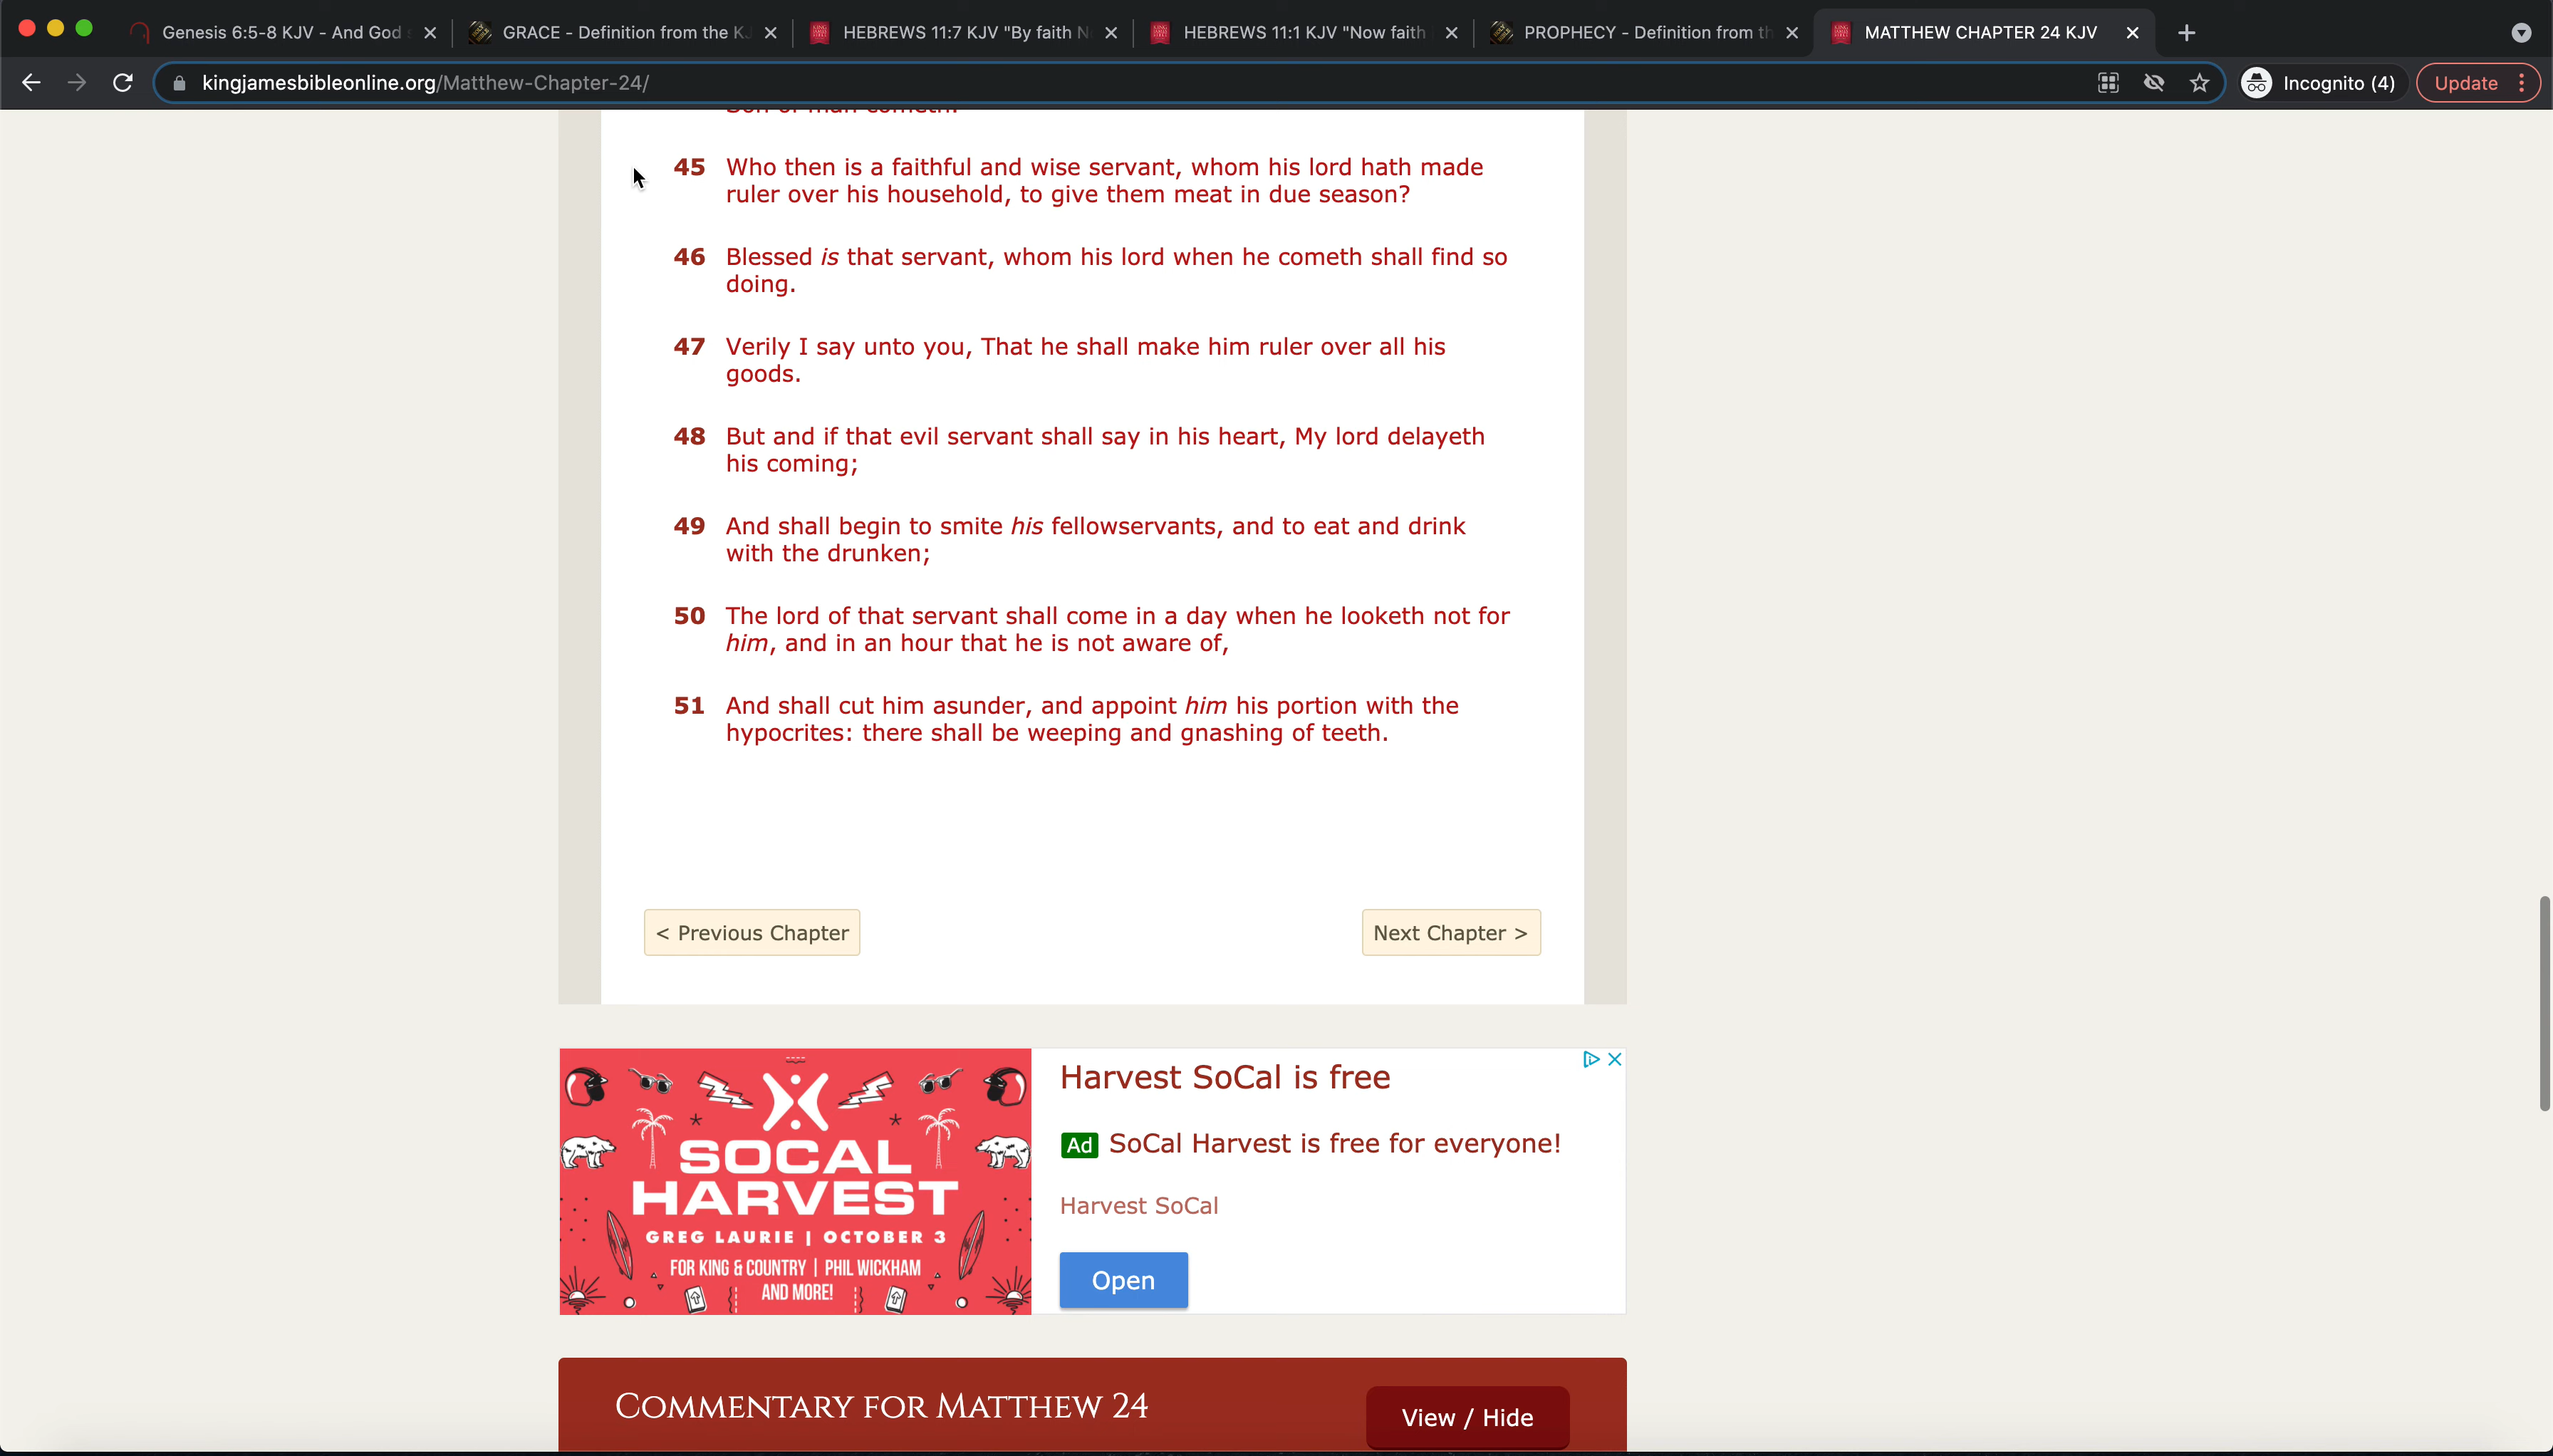 Genesis 6:5-8 KJV - And God
GRACE - Definition from the KJ
HEBREWS 11:7 KJV "By faith N
HEBREWS 11:1 KJV "Now faith
PROPHECY - Definition from th
MATTHEW CHAPTER 24 KJV
kingjamesbibleonline.org/Matthew-Chapter-24/
Incognito (4)
Update
Son of man cometh.
45 Who then is a faithful and wise servant, whom his lord hath made
ruler over his household, to give them meat in due season?
46 Blessed is that servant, whom his lord when he cometh shall find so
doing.
47 Verily I say unto you, That he shall make him ruler over all his
goods.
48 But and if that evil servant shall say in his heart, My lord delayeth
his coming;
49 And shall begin to smite his fellowservants, and to eat and drink
with the drunken;
50 The lord of that servant shall come in a day when he looketh not for
him, and in an hour that he is not aware of,
51 And shall cut him asunder, and appoint him his portion with the
hypocrites: there shall be weeping and gnashing of teeth.
< Previous Chapter
Next Chapter >
SOCAL
HARVEST
GREG LAURIE | OCTOBER 3
FOR KING & COUNTRY | PHIL WICKHAM
AND MORE!
Harvest SoCal is free
Ad SoCal Harvest is free for everyone!
Harvest SoCal
Open
COMMENTARY FOR MATTHEW 24
View / Hide